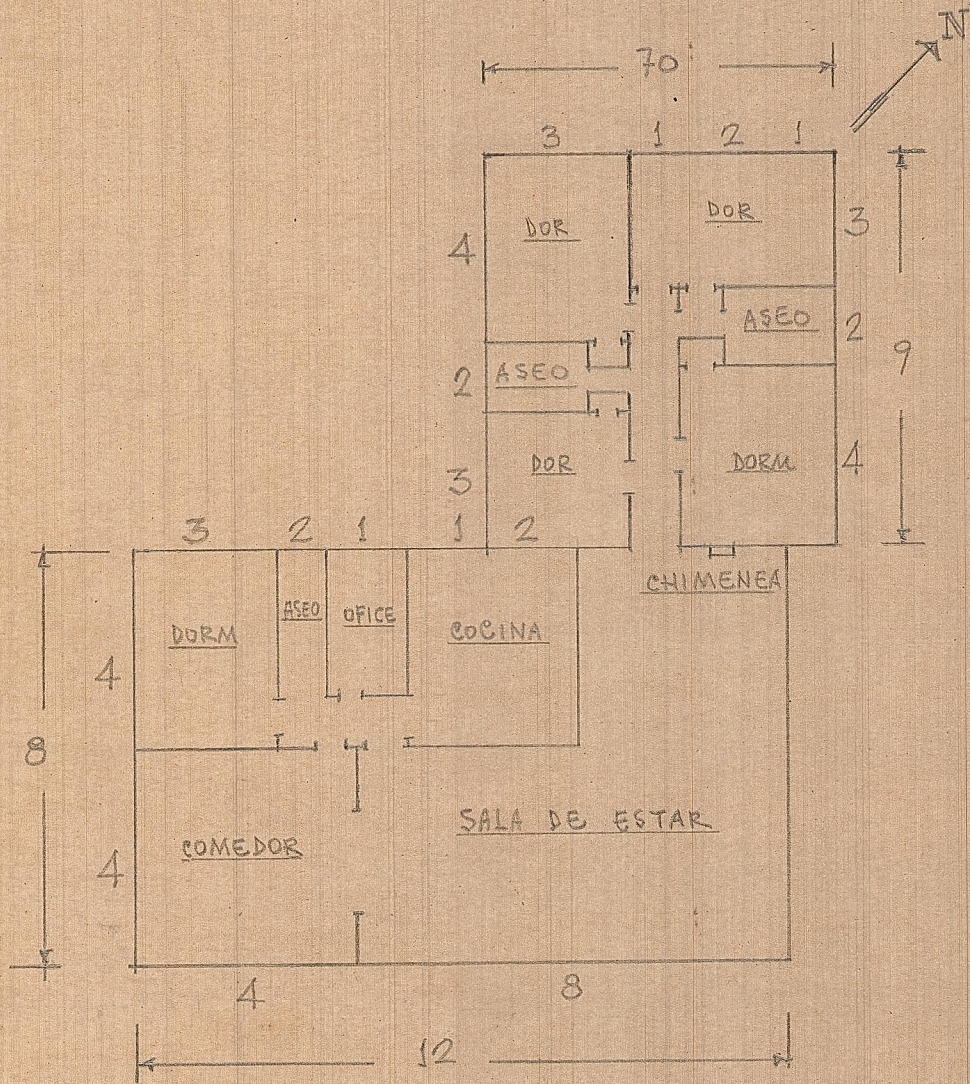 N
70
3 1 2 1
DOR
DOR
4
3
ASEO
2
ASEO
2
9
DOR
DORM
3
4
3 2 1 1 2
CHIMENEA
DORM
ASEO
OFICE
COCINA
4
8
SALA DE ESTAR
COMEDOR
4
4 8
12